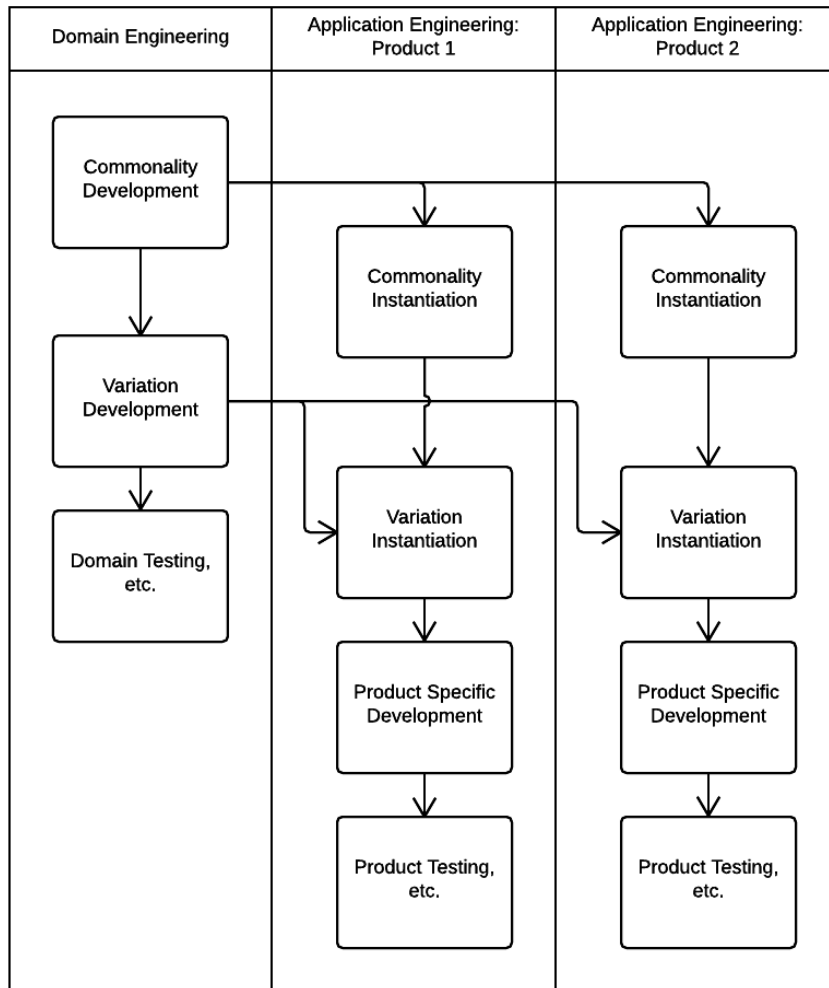 Domain Engineering
Application Engineering:
Product 1
Application Engineering:
Product 2
Commonality
Development
Commonality
Instantiation
Commonality
Instantiation
Variation
Development
Variation
Instantiation
Variation
Instantiation
Domain Testing,
etc.
Product Specific
Development
Product Specific
Development
Product Testing,
etc.
Product Testing,
etc.